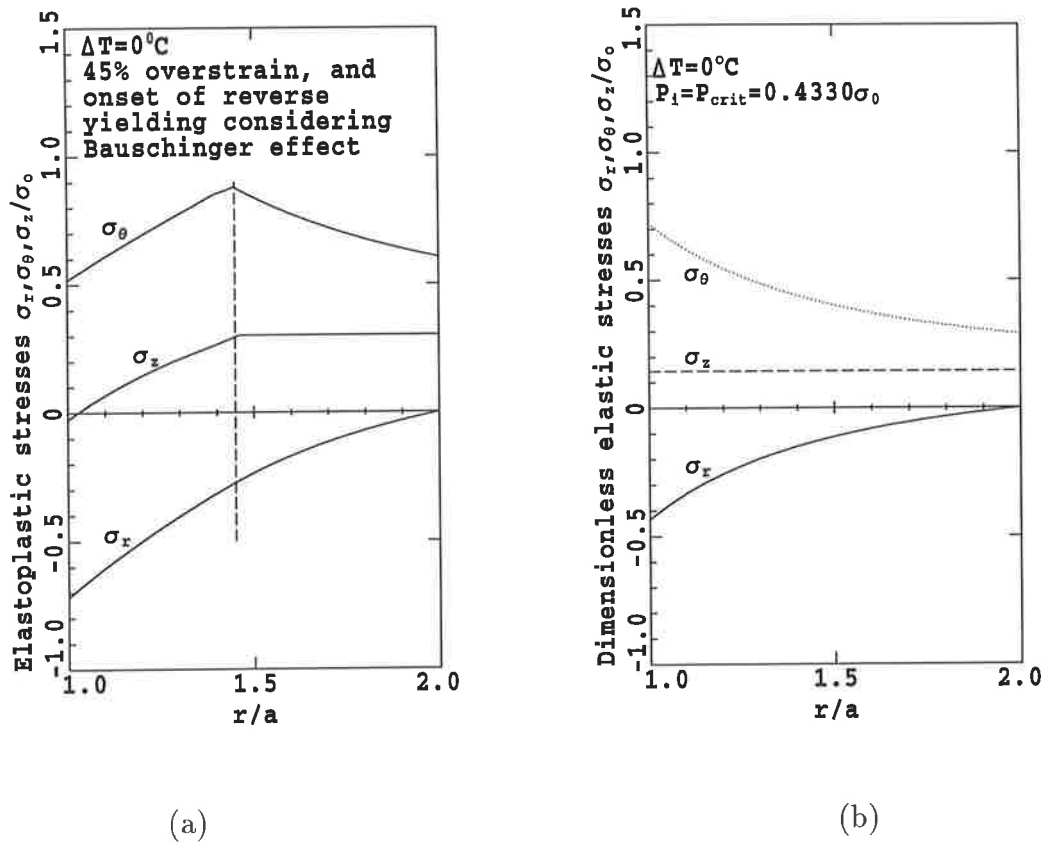 Elastoplastic stresses σr,σθ,σz/σo
1.5
1.0
0.5
0
-0.5
-1.0
ΔT=0⁰C
45% overstrain, and
onset of reverse
yielding considering
Bauschinger effect
σθ
σz
σr
1.0 1.5 2.0
r/a
(a)
Dimensionless elastic stresses σr,σθ,σz/σo
1.5
1.0
0.5
0
-0.5
-1.0
ΔT=0°C
Pi=Pcrit=0.4330σ0
σθ
σz
σr
1.0 1.5 2.0
r/a
(b)